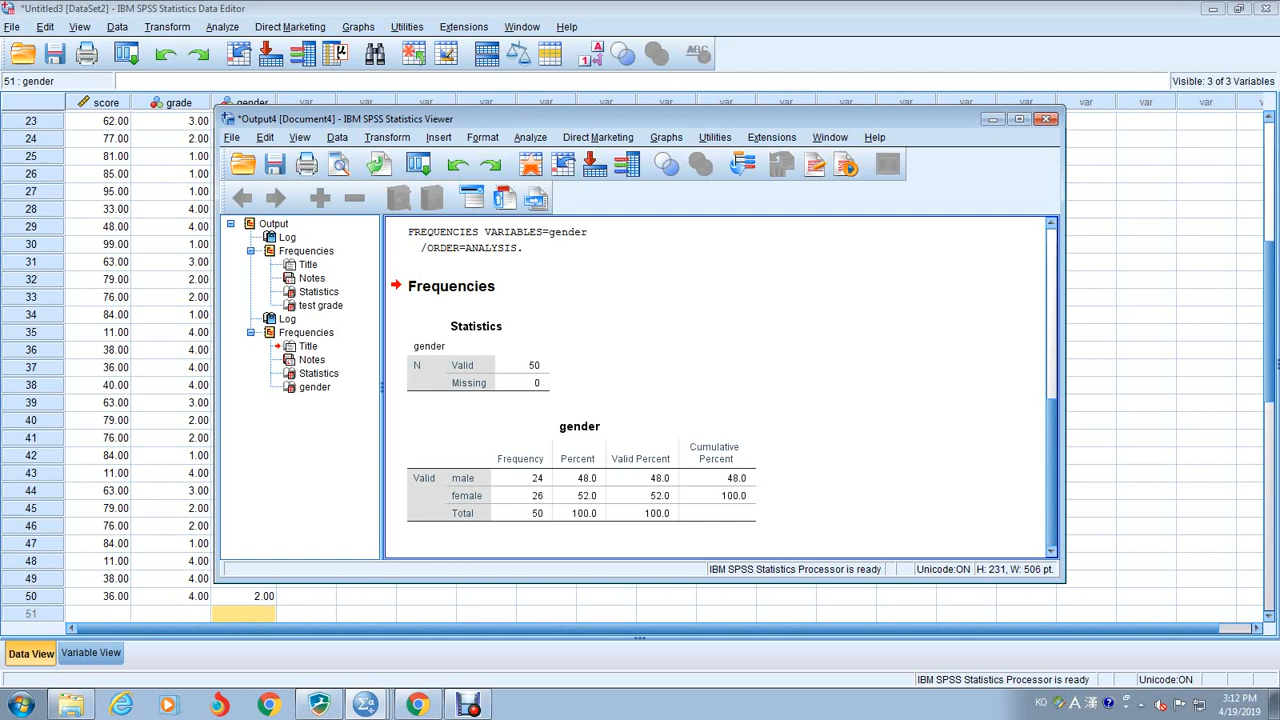 *Untitled3 [DataSet2] - IBM SPSS Statistics Data Editor
File Edit View Data Transform Analyze Direct Marketing Graphs Utilities Extensions Window Help
51 : gender
Visible: 3 of 3 Variables
score grade gender var var var var var var var var var var var var var var var
23 62.00 3.00
24 77.00 2.00
25 81.00 1.00
26 85.00 1.00
27 95.00 1.00
28 33.00 4.00
29 48.00 4.00
30 99.00 1.00
31 63.00 3.00
32 79.00 2.00
33 76.00 2.00
34 84.00 1.00
35 11.00 4.00
36 38.00 4.00
37 36.00 4.00
38 40.00 4.00
39 63.00 3.00
40 79.00 2.00
41 76.00 2.00
42 84.00 1.00
43 11.00 4.00
44 63.00 3.00
45 79.00 2.00
46 76.00 2.00
47 84.00 1.00
48 11.00 4.00
49 38.00 4.00
50 36.00 4.00 2.00
51
*Output4 [Document4] - IBM SPSS Statistics Viewer
File Edit View Data Transform Insert Format Analyze Direct Marketing Graphs Utilities Extensions Window Help
Output
Log
Frequencies
Title
Notes
Statistics
test grade
Log
Frequencies
Title
Notes
Statistics
gender
FREQUENCIES VARIABLES=gender
/ORDER=ANALYSIS.
Frequencies
Statistics
gender
N Valid 50
Missing 0
gender
Frequency Percent Valid Percent Cumulative Percent
Valid male 24 48.0 48.0 48.0
female 26 52.0 52.0 100.0
Total 50 100.0 100.0
IBM SPSS Statistics Processor is ready Unicode:ON H: 231, W: 506 pt.
Data View Variable View
IBM SPSS Statistics Processor is ready Unicode:ON
KO A 漢
3:12 PM
4/19/2019